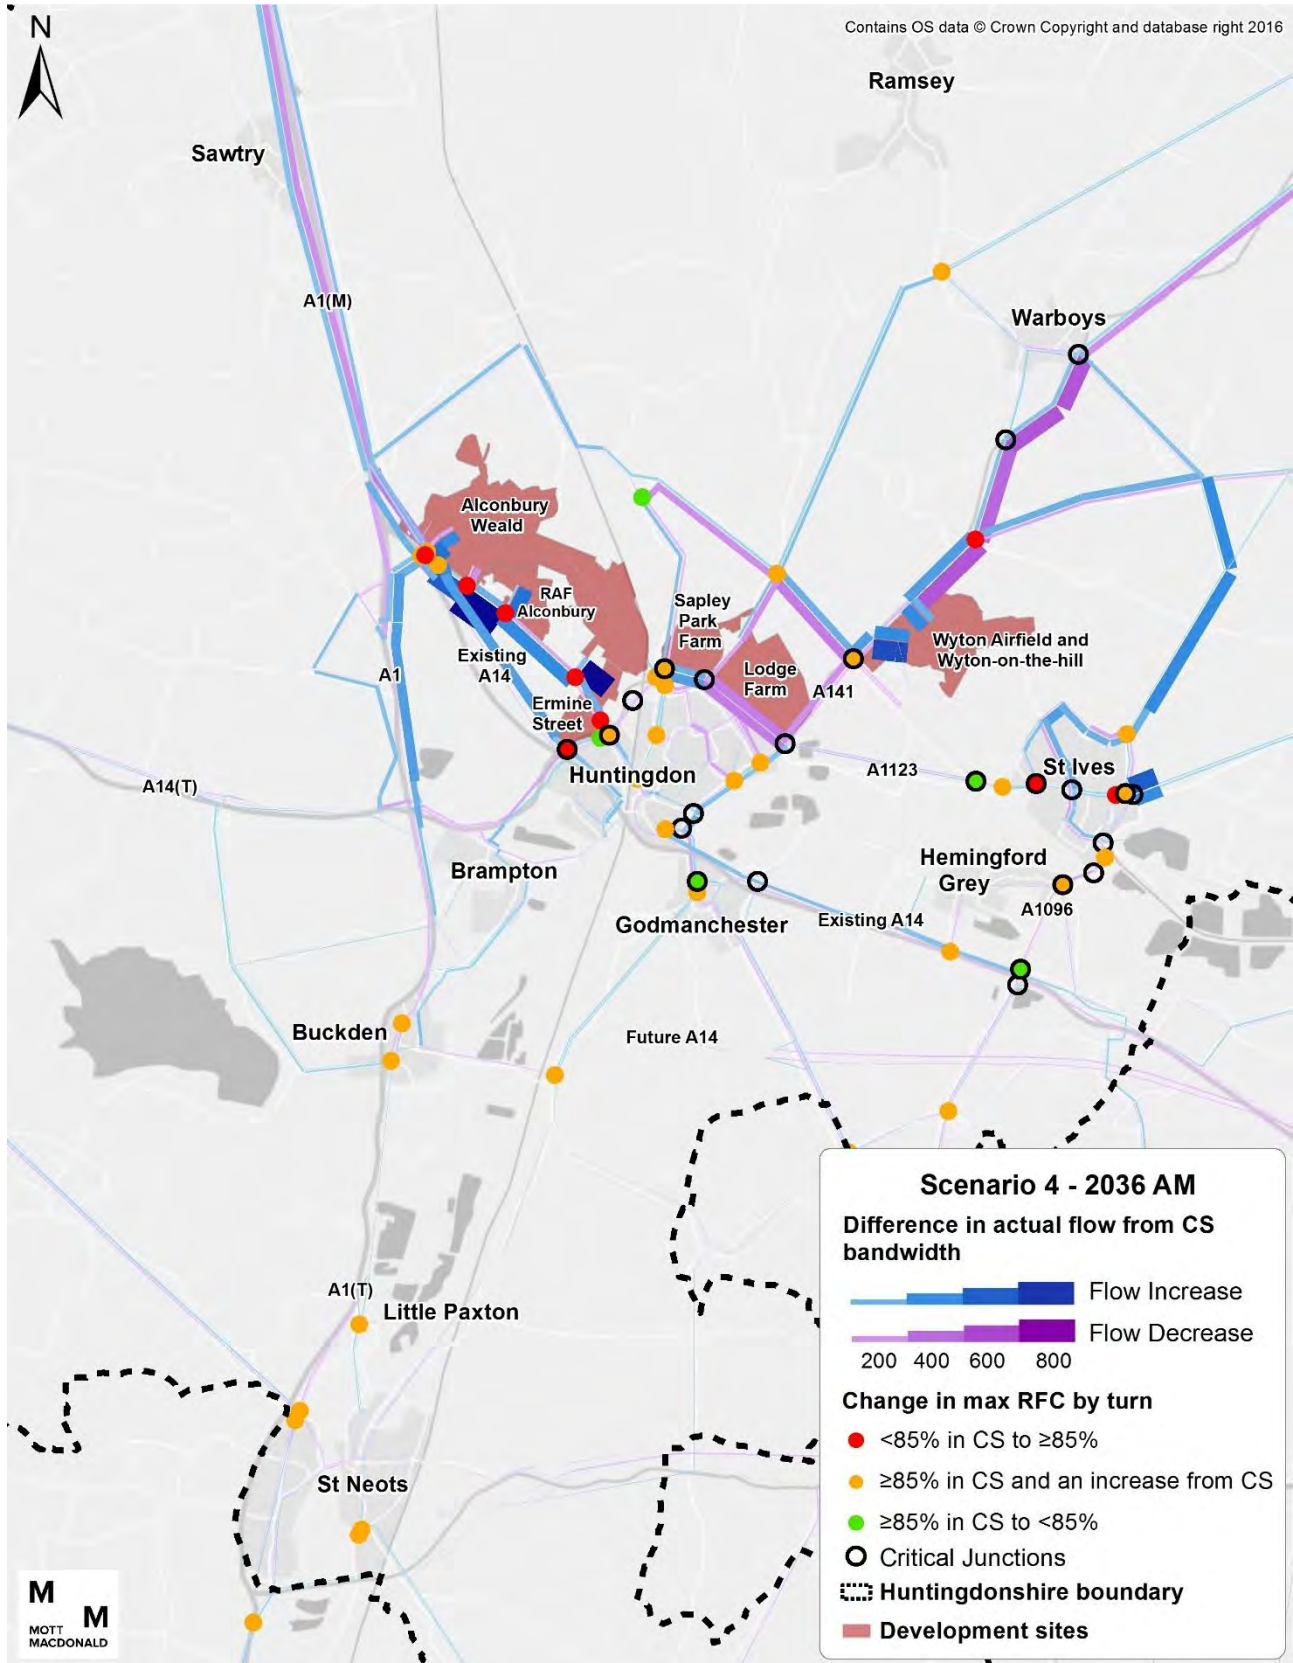 N
Contains OS data © Crown Copyright and database right 2016
Ramsey
Sawtry
A1(M)
Warboys
Alconbury
Weald
RAF
Alconbury
Sapley
Park
Farm
Wyton Airfield and
Wyton-on-the-hill
Existing
A14
A1
Lodge
Farm
A141
Ermine
Street
A1123
St Ives
Huntingdon
A14(T)
Brampton
Hemingford
Grey
A1096
Godmanchester
Existing A14
Buckden
Future A14
A1(T)
Little Paxton
St Neots
Scenario 4 - 2036 AM
Difference in actual flow from CS
bandwidth
Flow Increase
Flow Decrease
200 400 600 800
Change in max RFC by turn
<85% in CS to ≥85%
≥85% in CS and an increase from CS
≥85% in CS to <85%
Critical Junctions
Huntingdonshire boundary
Development sites
M
M
MOTT
MACDONALD